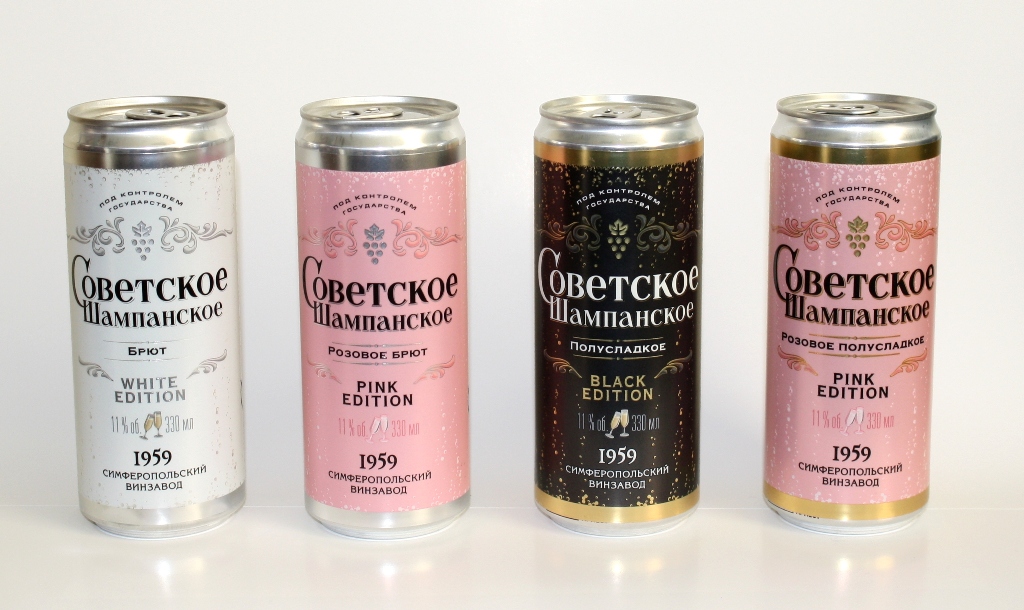 ПОД КОНТРОЛЕМ
ГОСУДАРСТВА
Советское
Шампанское
Брют
WHITE
EDITION
11 % об. 330 мл
1959
СИМФЕРОПОЛЬСКИЙ
ВИНЗАВОД
ПОД КОНТРОЛЕМ
ГОСУДАРСТВА
Советское
Шампанское
Розовое брют
PINK
EDITION
11 % об. 330 мл
1959
СИМФЕРОПОЛЬСКИЙ
ВИНЗАВОД
ПОД КОНТРОЛЕМ
ГОСУДАРСТВА
Советское
Шампанское
Полусладкое
BLACK
EDITION
11 % об. 330 мл
1959
СИМФЕРОПОЛЬСКИЙ
ВИНЗАВОД
ПОД КОНТРОЛЕМ
ГОСУДАРСТВА
Советское
Шампанское
Розовое полусладкое
PINK
EDITION
11 % об. 330 мл
1959
СИМФЕРОПОЛЬСКИЙ
ВИНЗАВОД